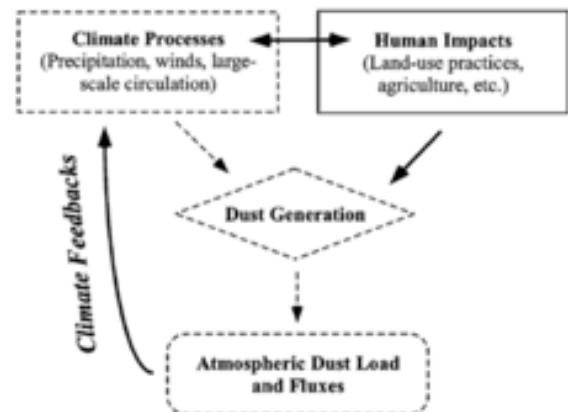 Climate Processes
(Precipitation, winds, large-
scale circulation)
Human Impacts
(Land-use practices,
agriculture, etc.)
Climate Feedbacks
Dust Generation
Atmospheric Dust Load
and Fluxes